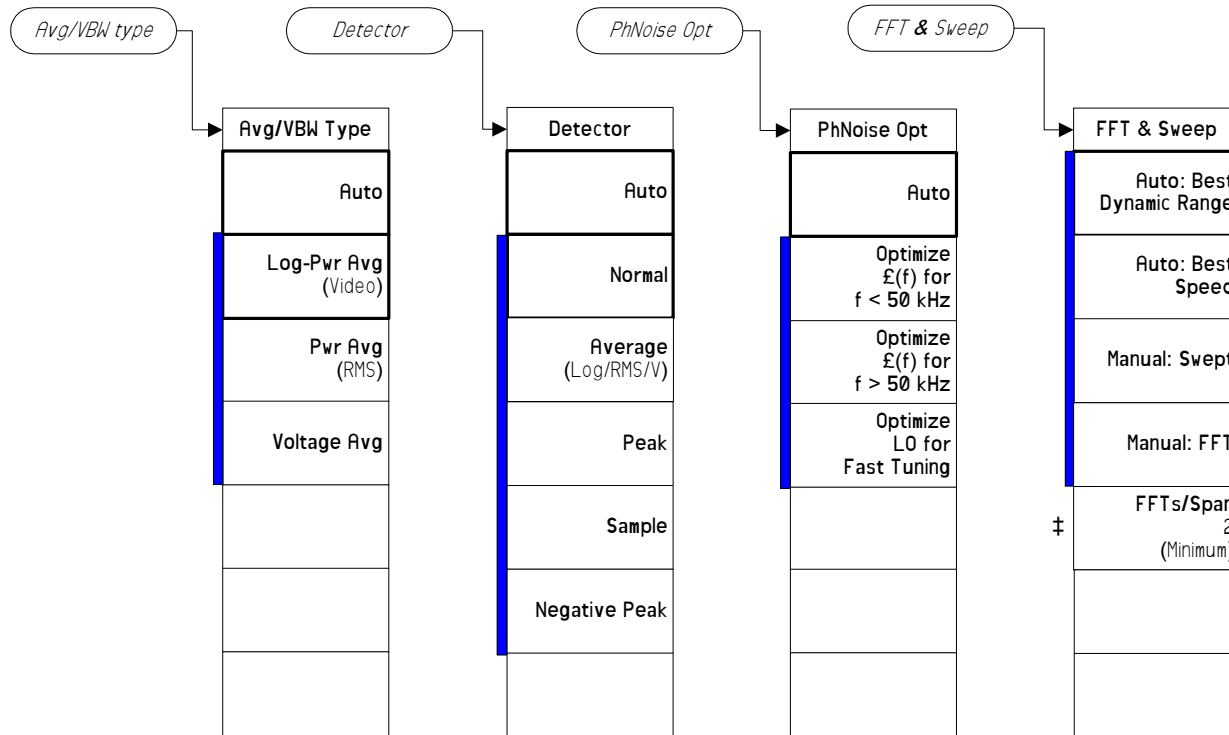 Avg/VBW type
Detector
PhNoise Opt
FFT & Sweep
Avg/VBW Type
Auto
Log-Pwr Avg
(Video)
Pwr Avg
(RMS)
Voltage Avg
Detector
Auto
Normal
Average
(Log/RMS/V)
Peak
Sample
Negative Peak
PhNoise Opt
Auto
Optimize
£(f) for
f < 50 kHz
Optimize
£(f) for
f > 50 kHz
Optimize
LO for
Fast Tuning
FFT & Sweep
Auto: Best
Dynamic Range
Auto: Best
Speed
Manual: Swept
Manual: FFT
‡
FFTs/Span
2
(Minimum)